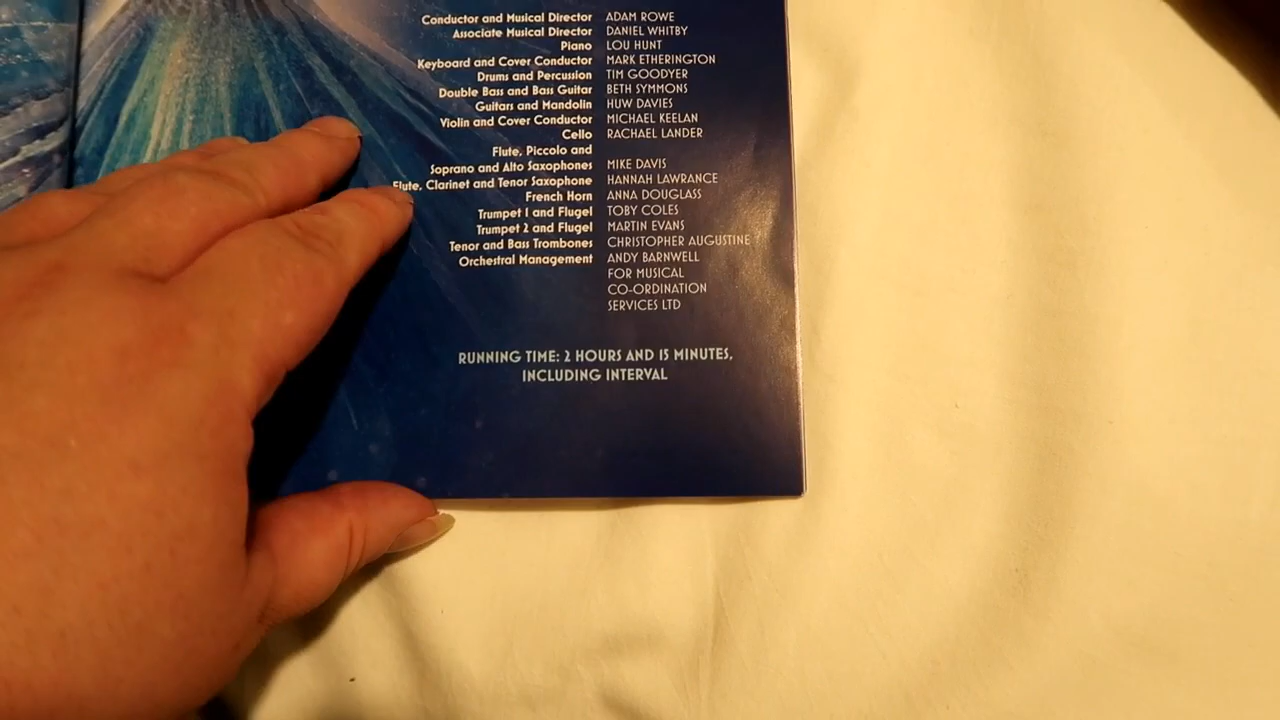 Conductor and Musical Director ADAM ROWE
Associate Musical Director DANIEL WHITBY
Piano LOU HUNT
Keyboard and Cover Conductor MARK ETHERINGTON
Drums and Percussion TIM GOODYER
Double Bass and Bass Guitar BETH SYMMONS
Guitars and Mandolin HUW DAVIES
Violin and Cover Conductor MICHAEL KEELAN
Cello RACHAEL LANDER
Flute, Piccolo and
Soprano and Alto Saxophones MIKE DAVIS
Flute, Clarinet and Tenor Saxophone HANNAH LAWRANCE
French Horn ANNA DOUGLASS
Trumpet 1 and Flugel TOBY COLES
Trumpet 2 and Flugel MARTIN EVANS
Tenor and Bass Trombones CHRISTOPHER AUGUSTINE
Orchestral Management ANDY BARNWELL
FOR MUSICAL
CO-ORDINATION
SERVICES LTD
RUNNING TIME: 2 HOURS AND 15 MINUTES,
INCLUDING INTERVAL